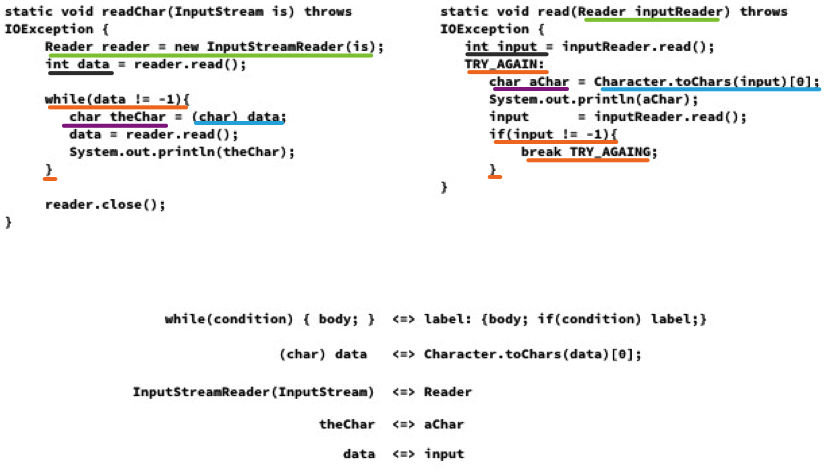 static void readChar(InputStream is) throws
IOException {
Reader reader = new InputStreamReader(is);
int data = reader.read();
while(data != -1){
char theChar = (char) data;
data = reader.read();
System.out.println(theChar);
}
reader.close();
}
static void read(Reader inputReader) throws
IOException {
int input = inputReader.read();
TRY_AGAIN:
char aChar = Character.toChars(input)[0];
System.out.println(aChar);
input = inputReader.read();
if(input != -1){
break TRY_AGAING;
}
}
while(condition) { body; } <=> label: {body; if(condition) label;}
(char) data <=> Character.toChars(data)[0];
InputStreamReader(InputStream) <=> Reader
theChar <=> aChar
data <=> input